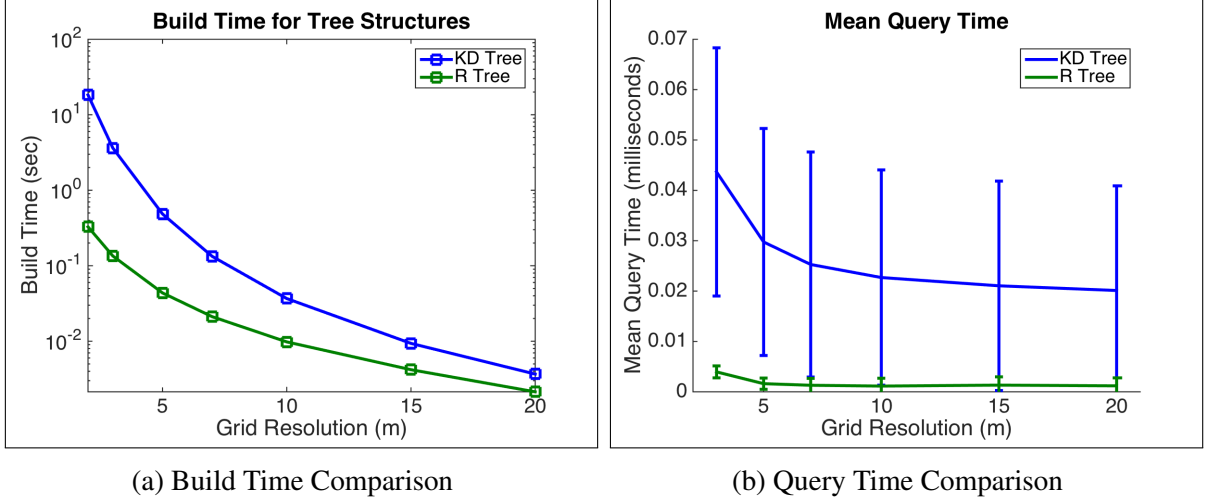 Build Time for Tree Structures
10^2
10^1
10^0
10^-1
10^-2
Build Time (sec)
KD Tree
R Tree
5 10 15 20
Grid Resolution (m)
(a) Build Time Comparison
Mean Query Time
0.07
0.06
0.05
0.04
0.03
0.02
0.01
0
Mean Query Time (milliseconds)
KD Tree
R Tree
5 10 15 20
Grid Resolution (m)
(b) Query Time Comparison